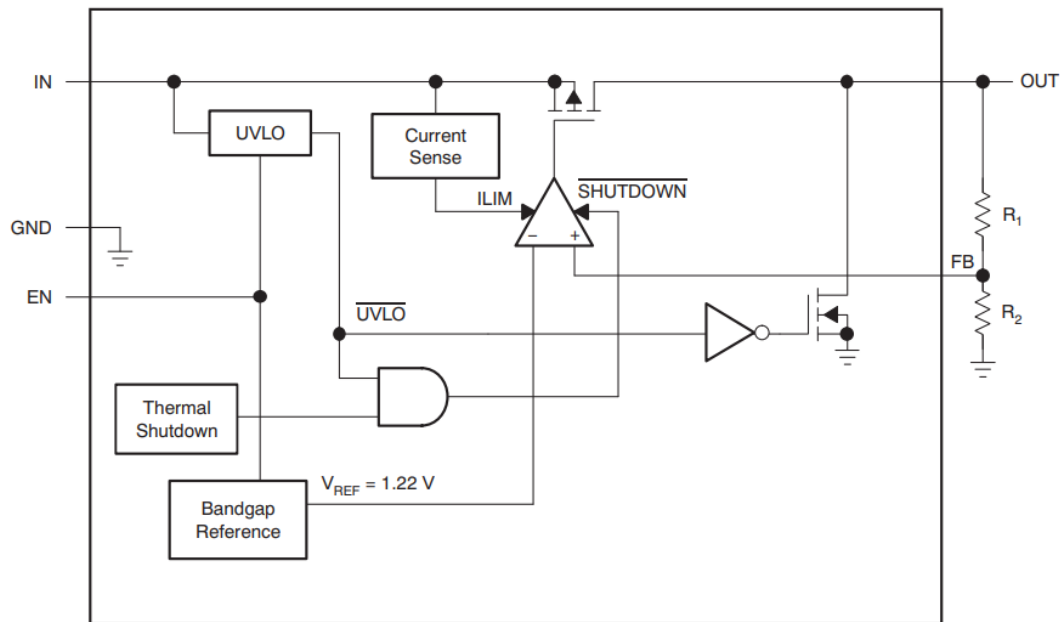 IN
OUT
UVLO
Current
Sense
ILIM
SHUTDOWN
− +
R1
GND
FB
EN
UVLO
R2
Thermal
Shutdown
VREF = 1.22 V
Bandgap
Reference